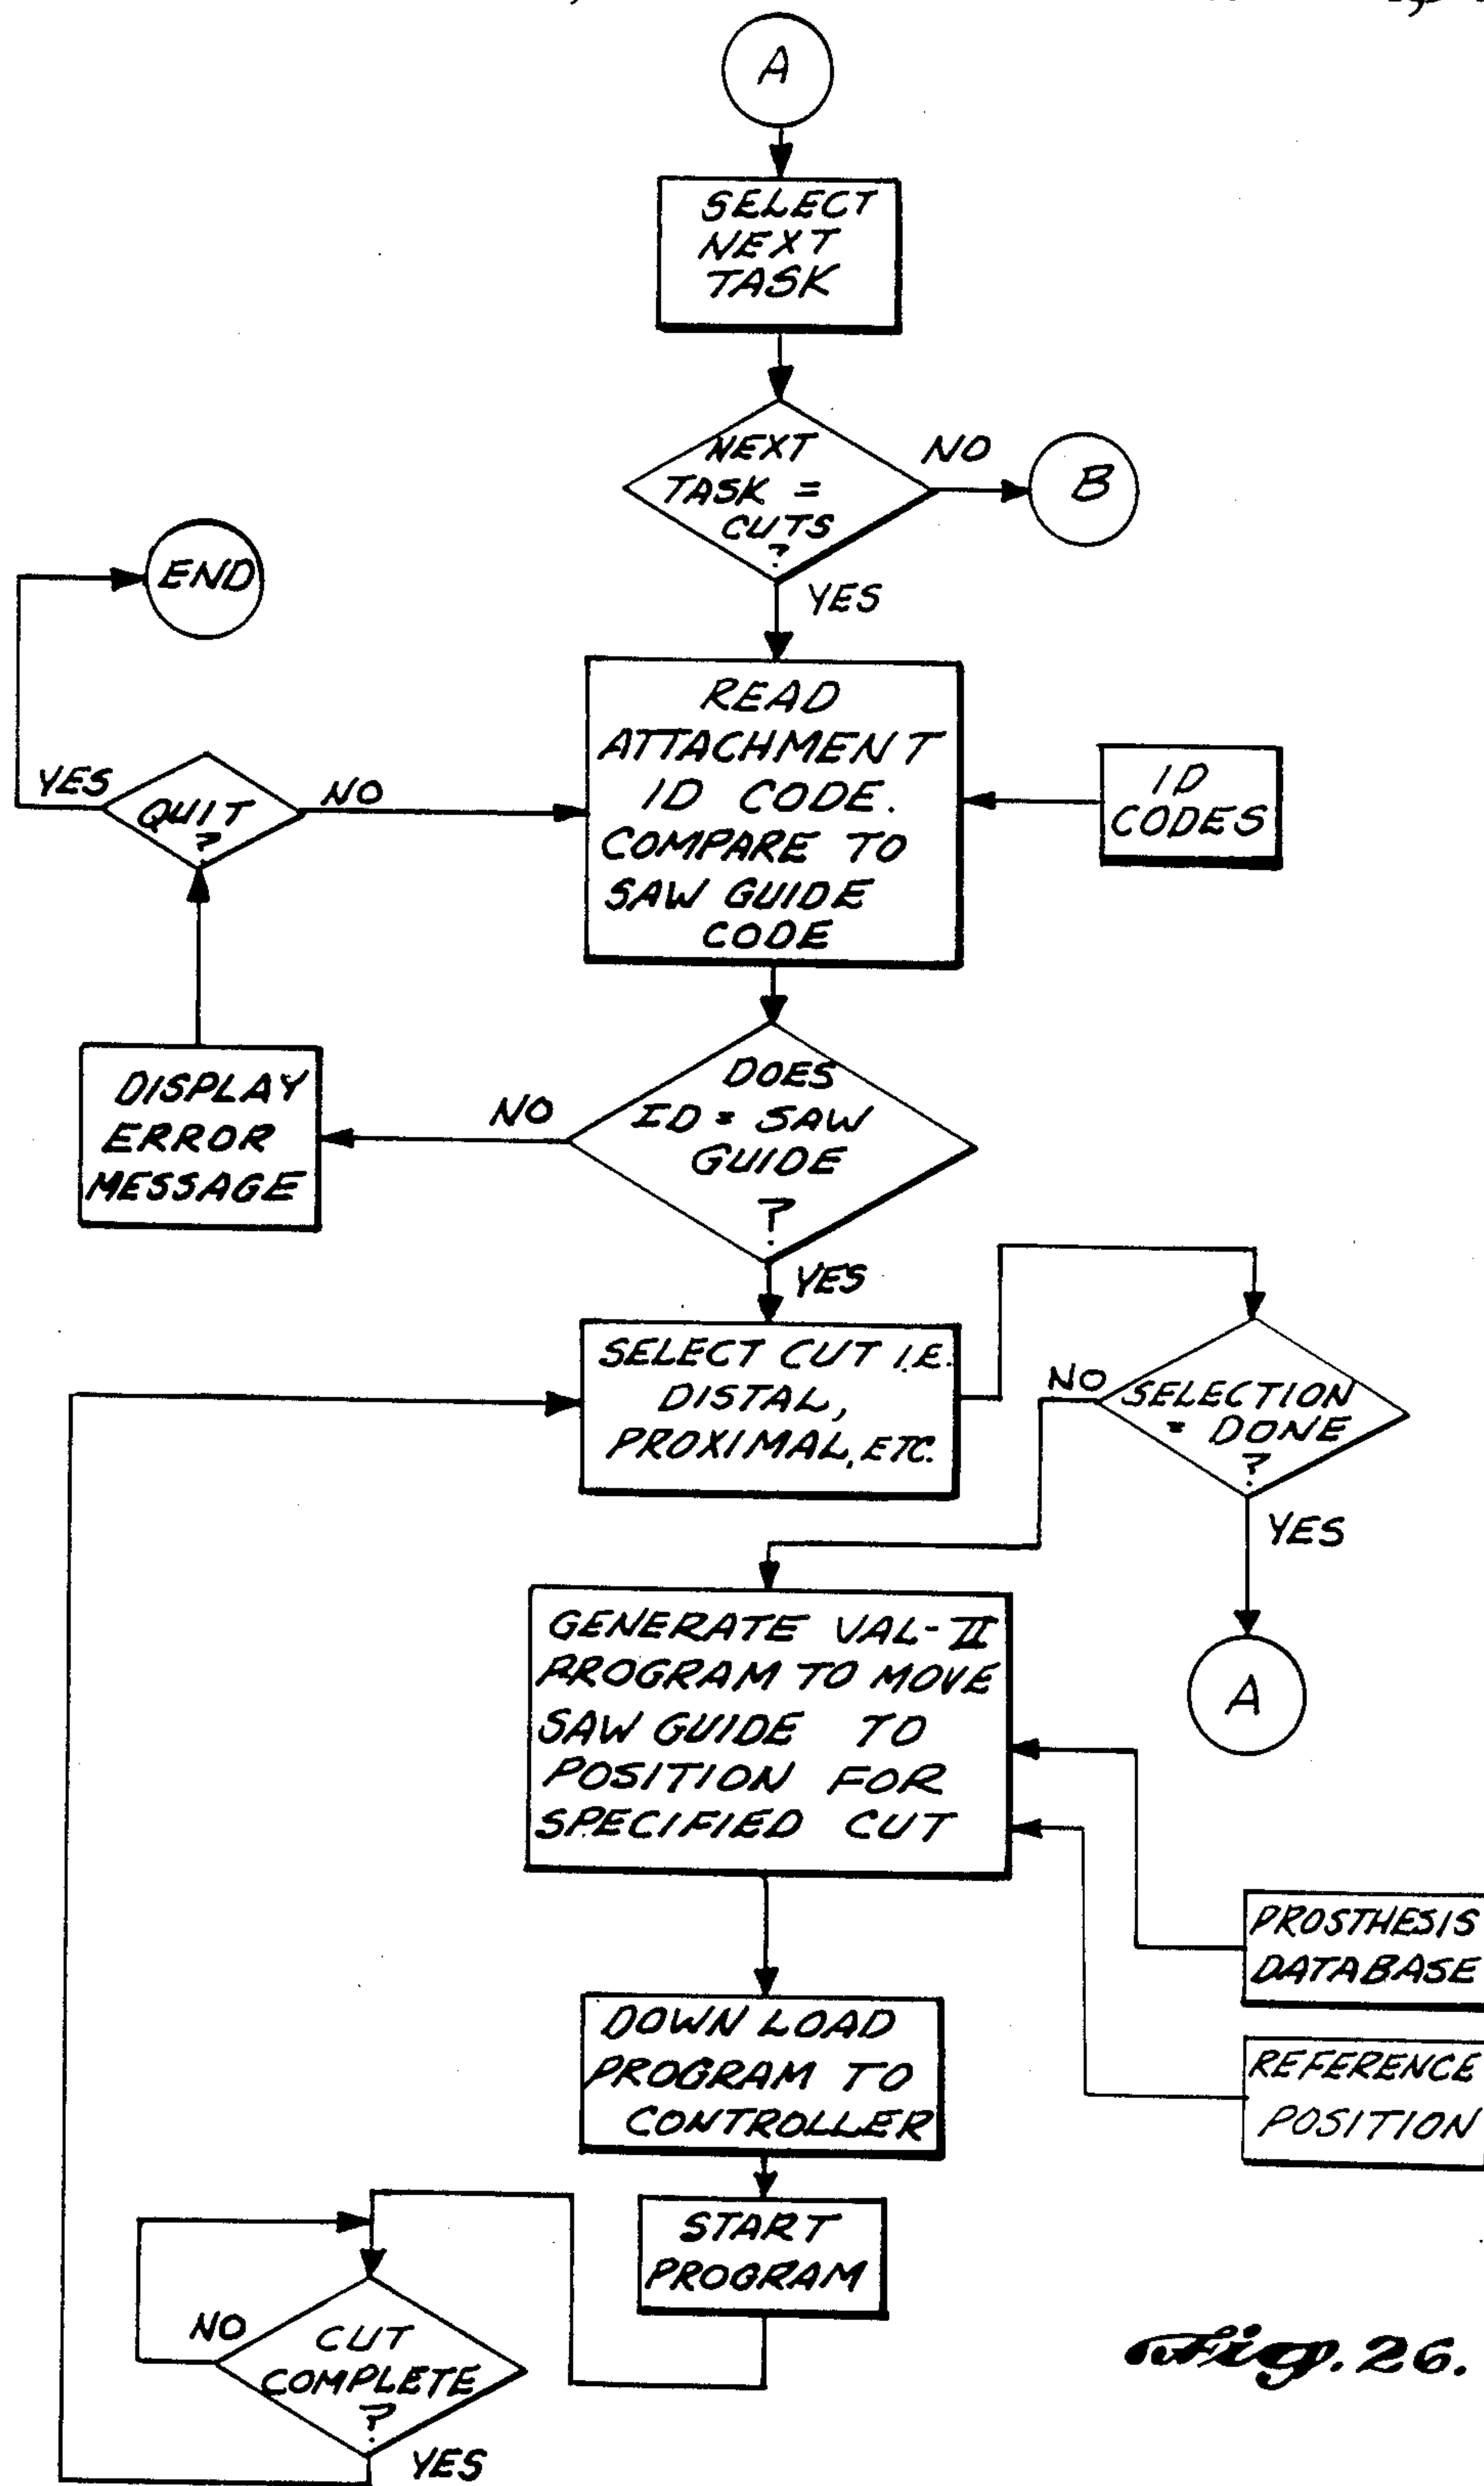 A
SELECT
NEXT
TASK
NEXT
TASK =
CUTS
?
NO
B
YES
END
READ
ATTACHMENT
ID CODE.
COMPARE TO
SAW GUIDE
CODE
ID
CODES
YES
QUIT
?
NO
DISPLAY
ERROR
MESSAGE
NO
DOES
ID = SAW
GUIDE
?
YES
SELECT CUT I.E.
DISTAL,
PROXIMAL, ETC.
NO
SELECTION
= DONE
?
YES
A
GENERATE VAL-II
PROGRAM TO MOVE
SAW GUIDE TO
POSITION FOR
SPECIFIED CUT
PROSTHESIS
DATABASE
REFERENCE
POSITION
DOWN LOAD
PROGRAM TO
CONTROLLER
START
PROGRAM
NO
CUT
COMPLETE
?
YES
Fig. 26.